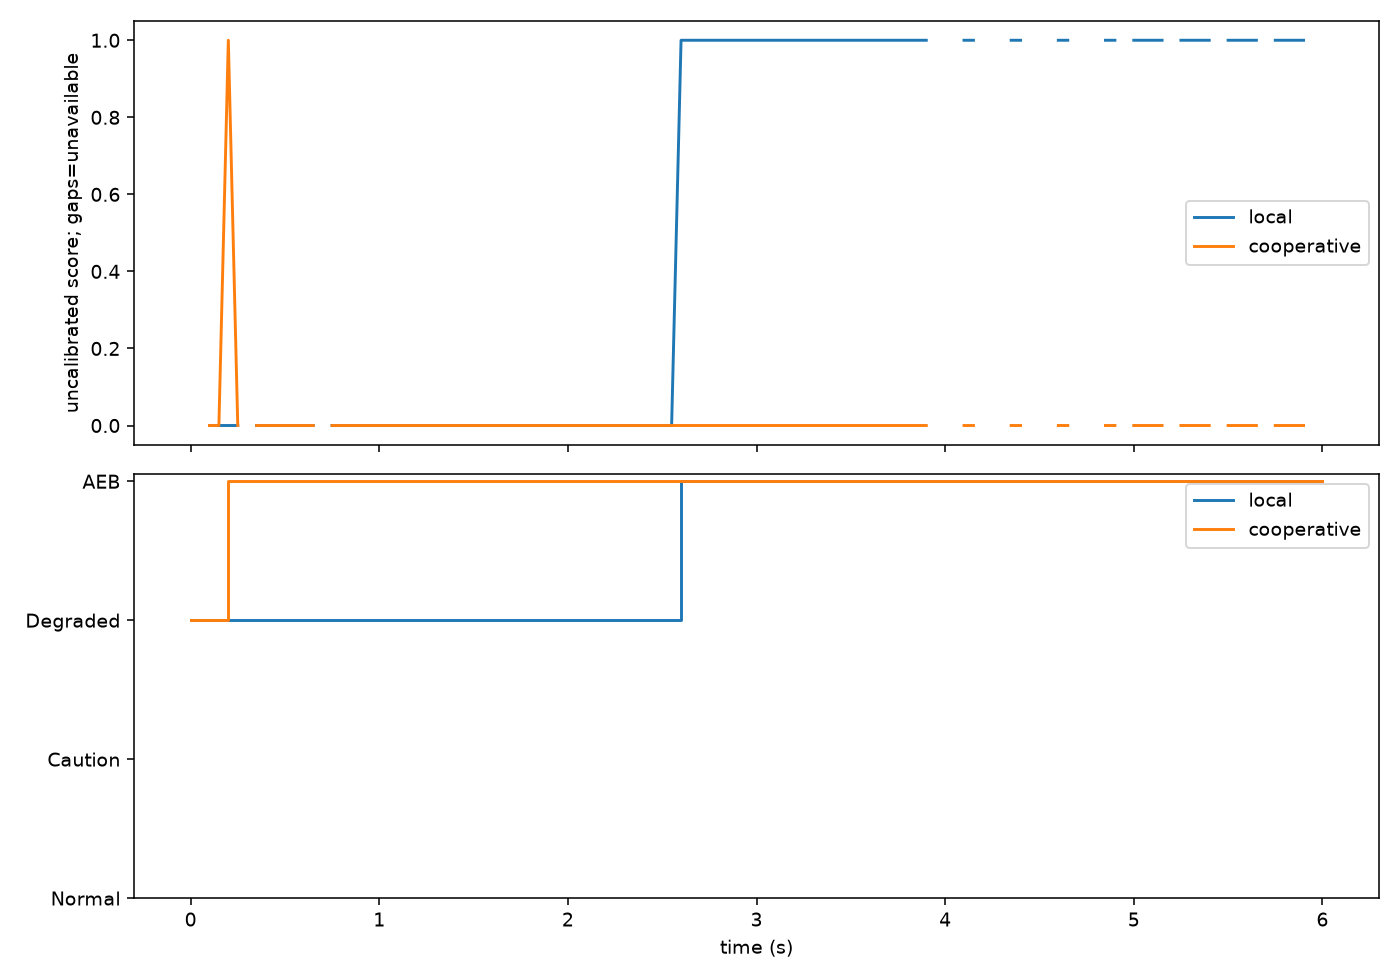 uncalibrated score; gaps=unavailable
1.0
0.8
0.6
0.4
0.2
0.0
local
cooperative
AEB
Degraded
Caution
Normal
local
cooperative
0 1 2 3 4 5 6
time (s)